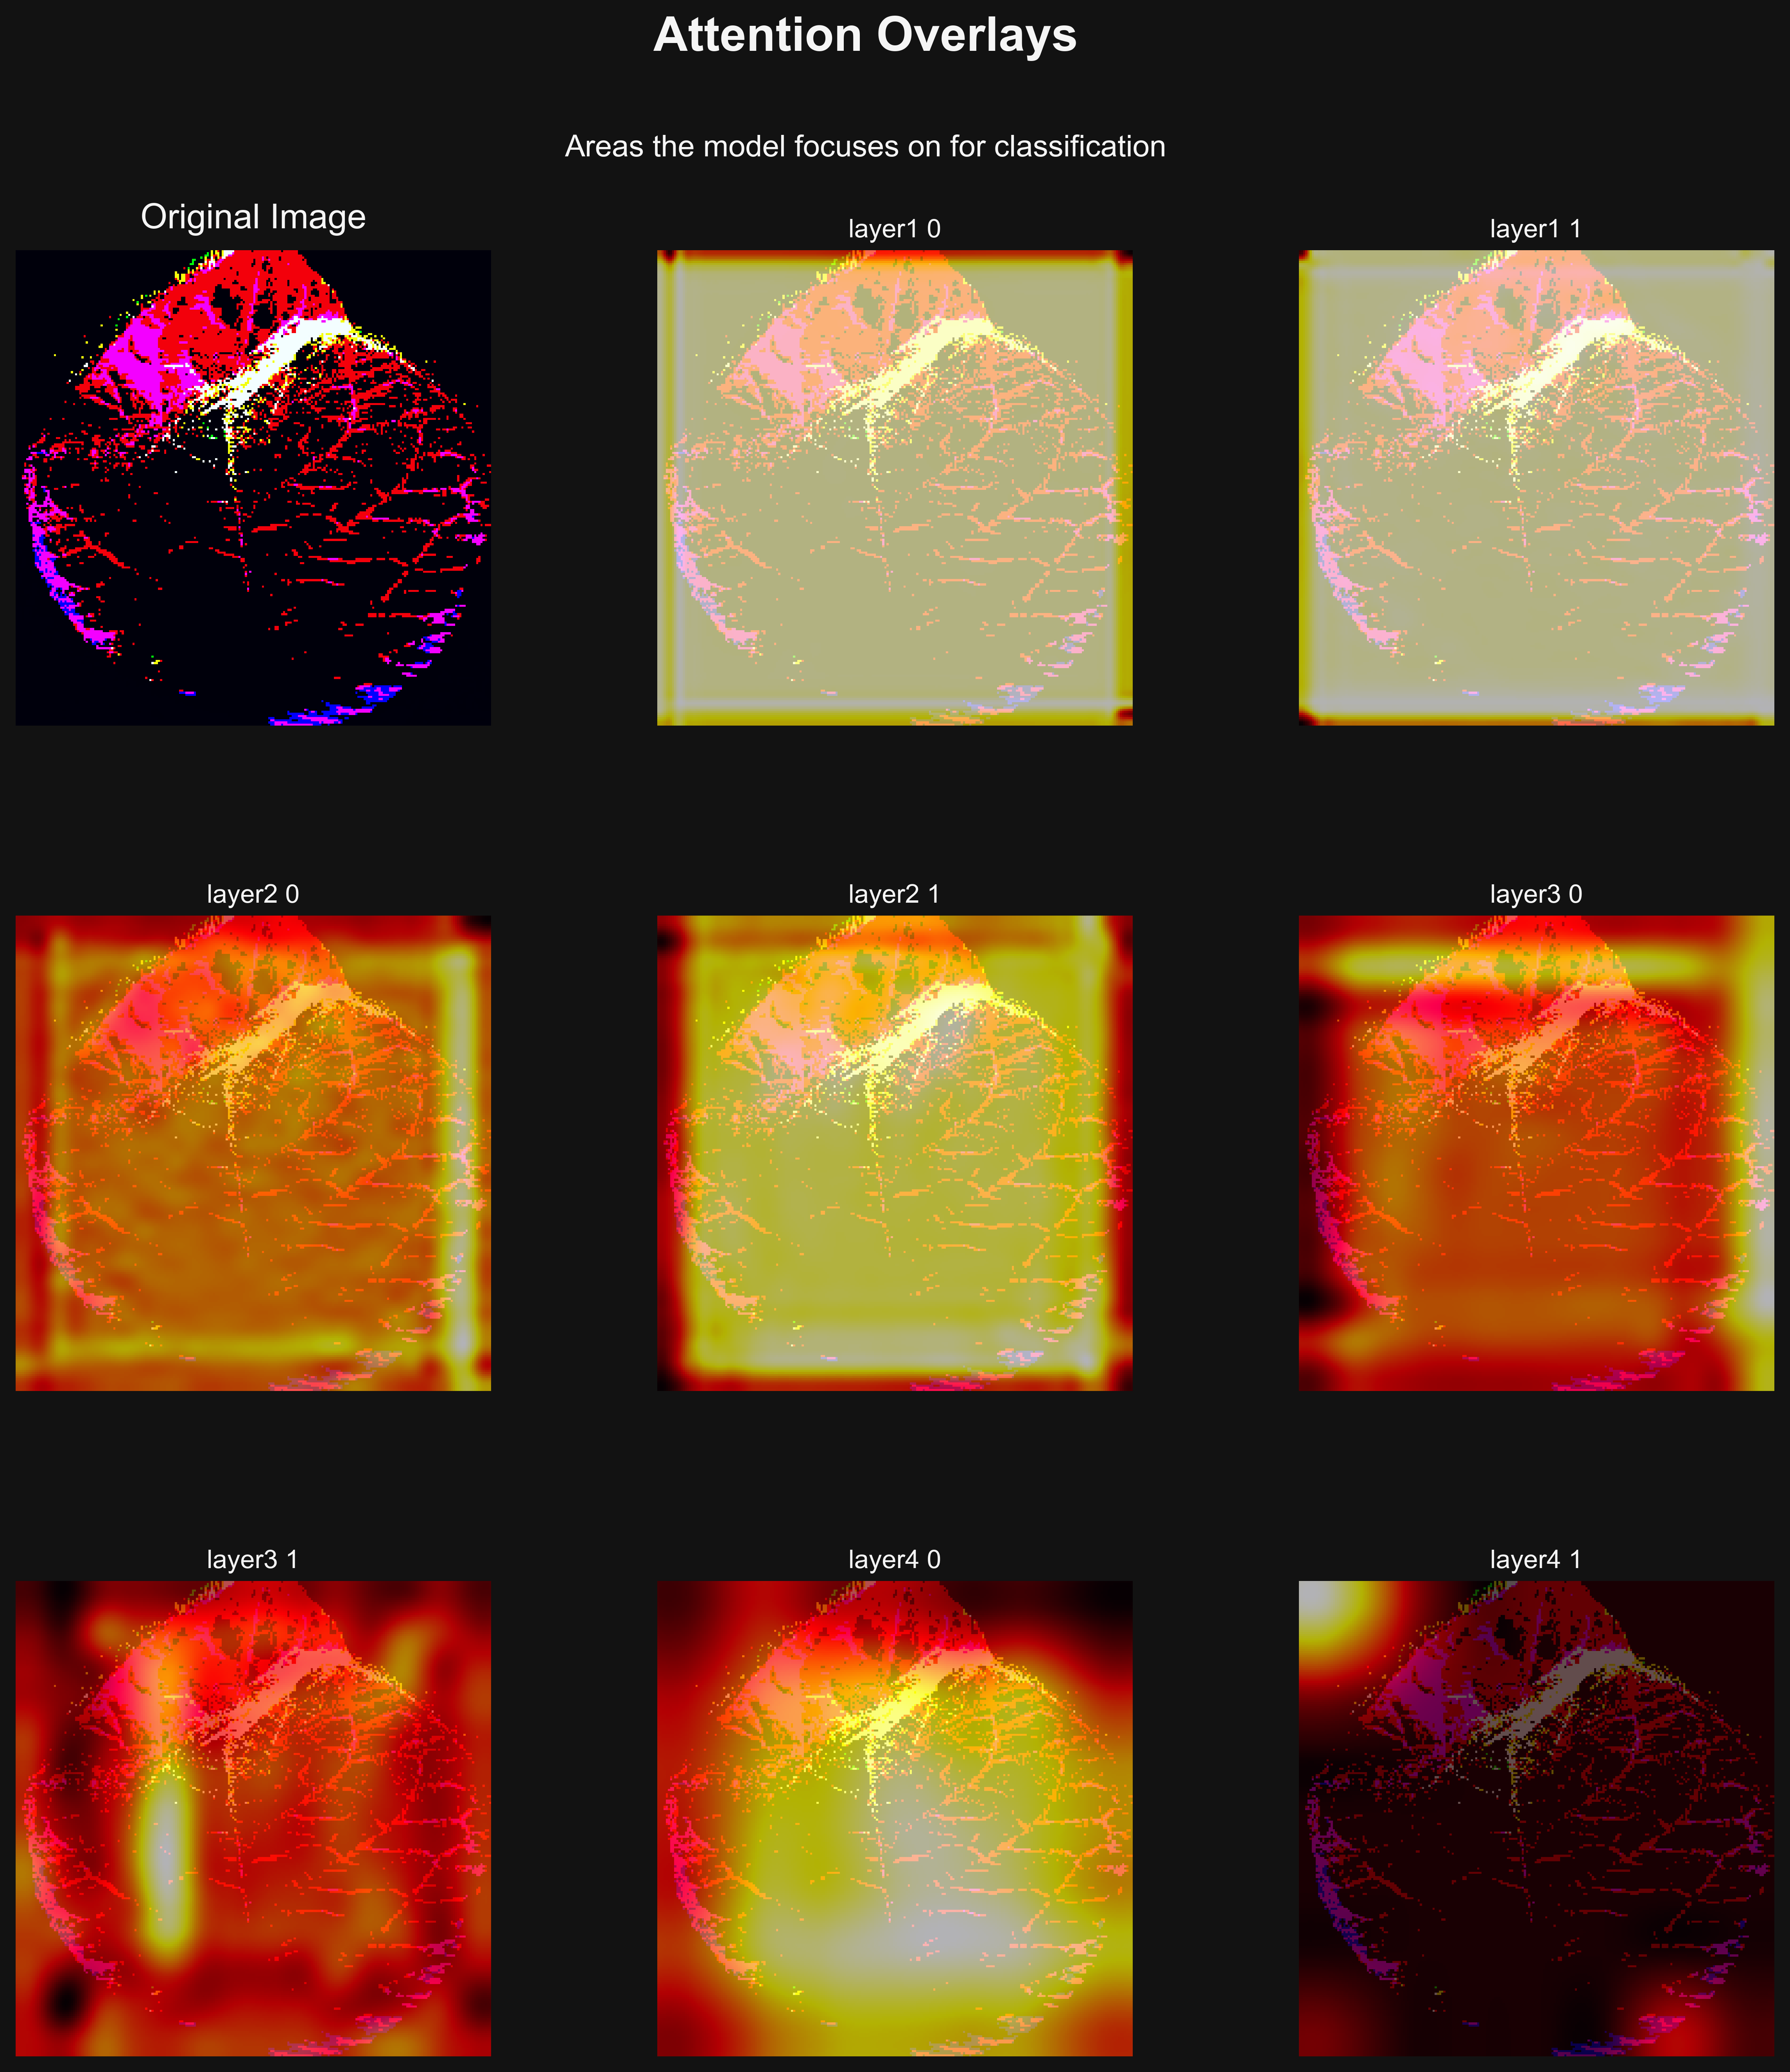 Attention Overlays
Areas the model focuses on for classification
Original Image
layer1 0
layer1 1
layer2 0
layer2 1
layer3 0
layer3 1
layer4 0
layer4 1